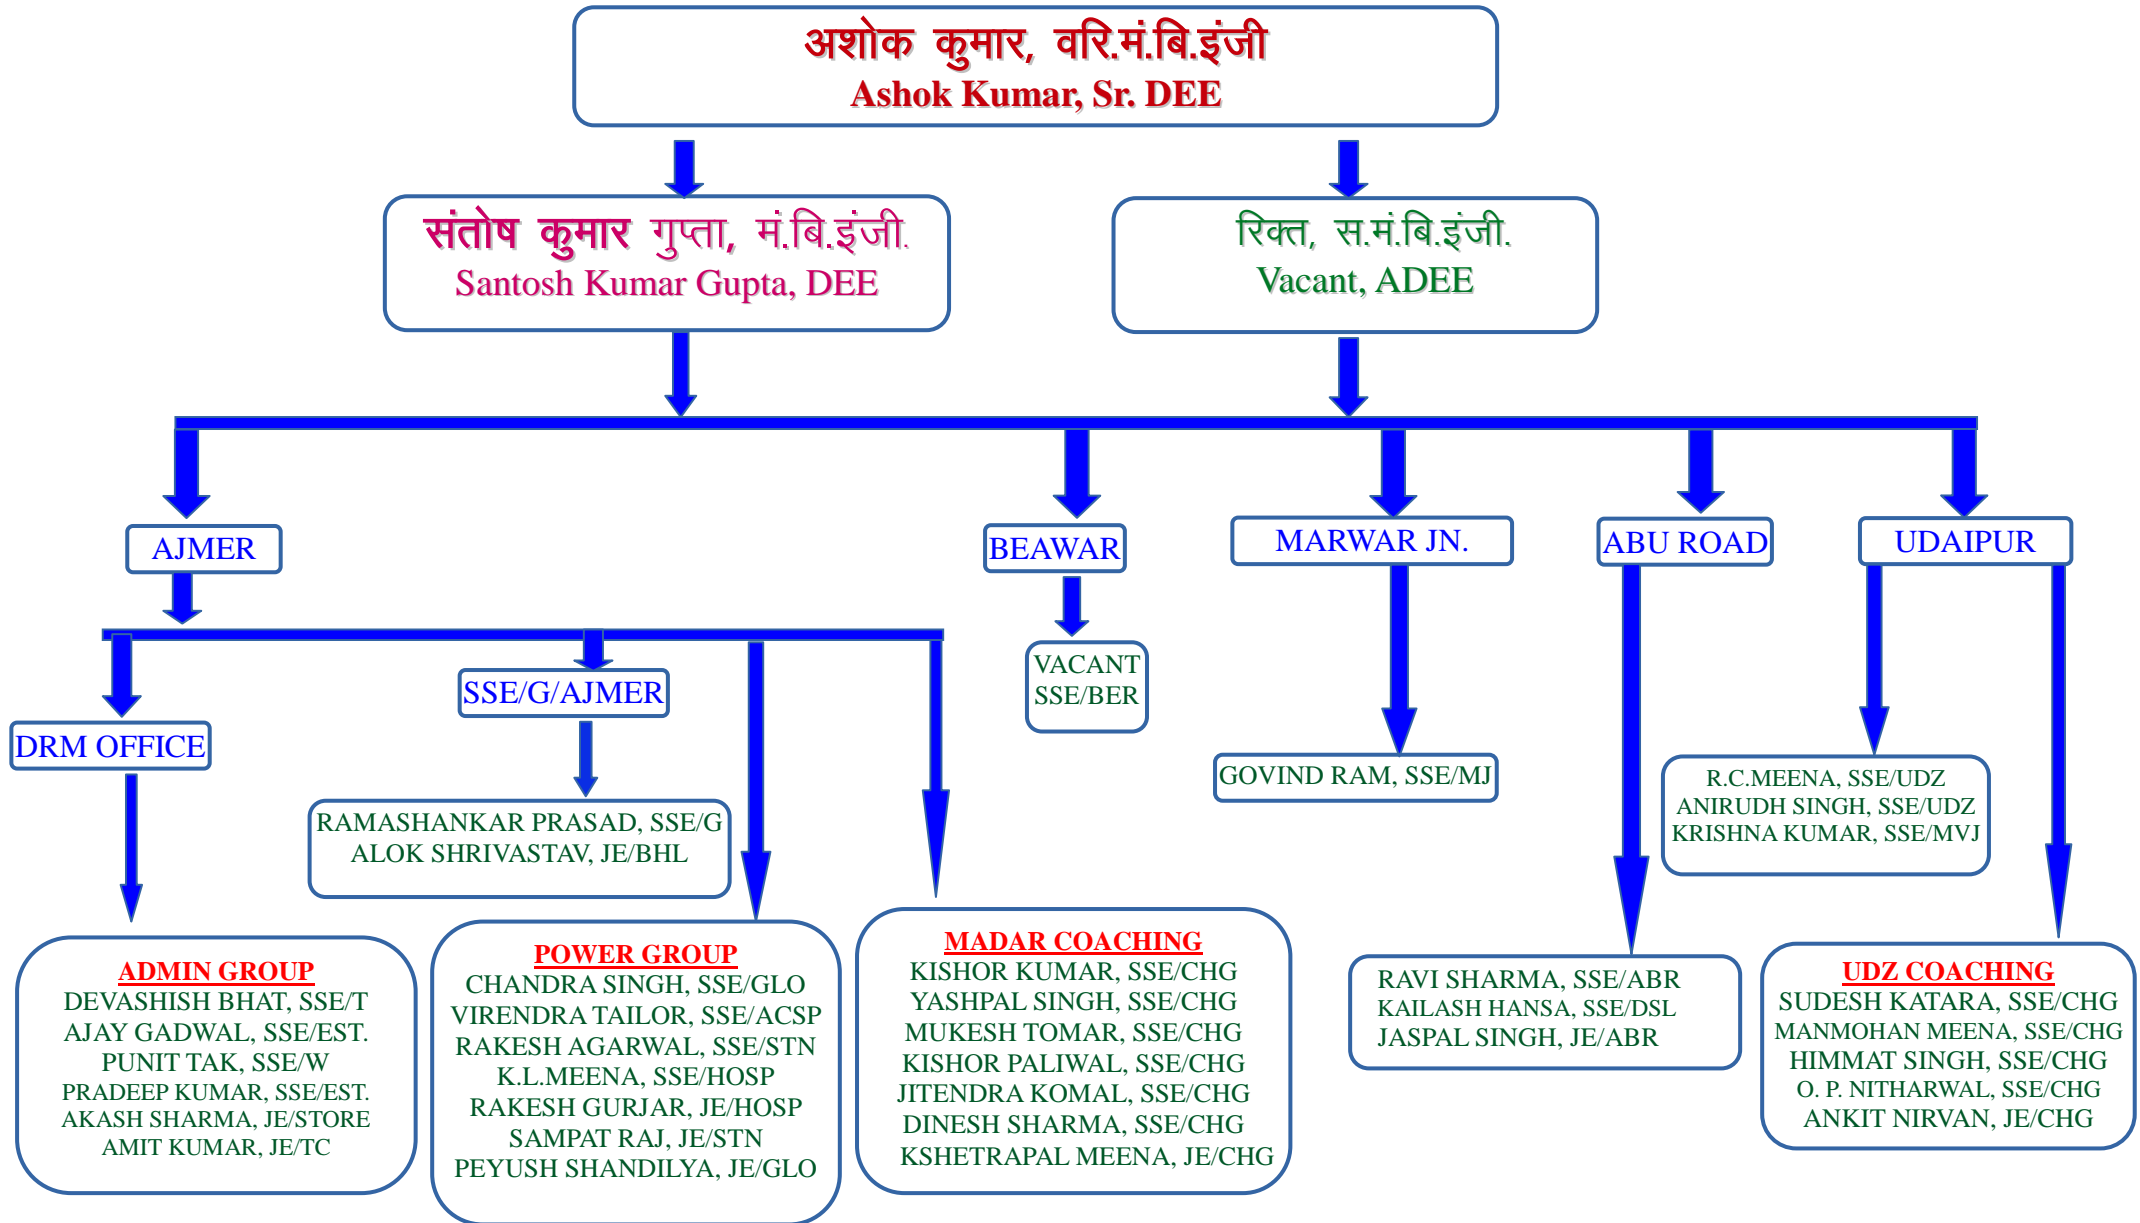 अशोक कुमार, वरि.मं.बि.इंजी
Ashok Kumar, Sr. DEE
संतोष कुमार गुप्ता, मं.बि.इंजी.
Santosh Kumar Gupta, DEE
रिक्त, स.मं.बि.इंजी.
Vacant, ADEE
AJMER
BEAWAR
MARWAR JN.
ABU ROAD
UDAIPUR
DRM OFFICE
SSE/G/AJMER
VACANT
SSE/BER
GOVIND RAM, SSE/MJ
R.C.MEENA, SSE/UDZ
ANIRUDH SINGH, SSE/UDZ
KRISHNA KUMAR, SSE/MVJ
RAMASHANKAR PRASAD, SSE/G
ALOK SHRIVASTAV, JE/BHL
ADMIN GROUP
DEVASHISH BHAT, SSE/T
AJAY GADWAL, SSE/EST.
PUNIT TAK, SSE/W
PRADEEP KUMAR, SSE/EST.
AKASH SHARMA, JE/STORE
AMIT KUMAR, JE/TC
POWER GROUP
CHANDRA SINGH, SSE/GLO
VIRENDRA TAILOR, SSE/ACSP
RAKESH AGARWAL, SSE/STN
K.L.MEENA, SSE/HOSP
RAKESH GURJAR, JE/HOSP
SAMPAT RAJ, JE/STN
PEYUSH SHANDILYA, JE/GLO
MADAR COACHING
KISHOR KUMAR, SSE/CHG
YASHPAL SINGH, SSE/CHG
MUKESH TOMAR, SSE/CHG
KISHOR PALIWAL, SSE/CHG
JITENDRA KOMAL, SSE/CHG
DINESH SHARMA, SSE/CHG
KSHETRAPAL MEENA, JE/CHG
RAVI SHARMA, SSE/ABR
KAILASH HANSA, SSE/DSL
JASPAL SINGH, JE/ABR
UDZ COACHING
SUDESH KATARA, SSE/CHG
MANMOHAN MEENA, SSE/CHG
HIMMAT SINGH, SSE/CHG
O. P. NITHARWAL, SSE/CHG
ANKIT NIRVAN, JE/CHG